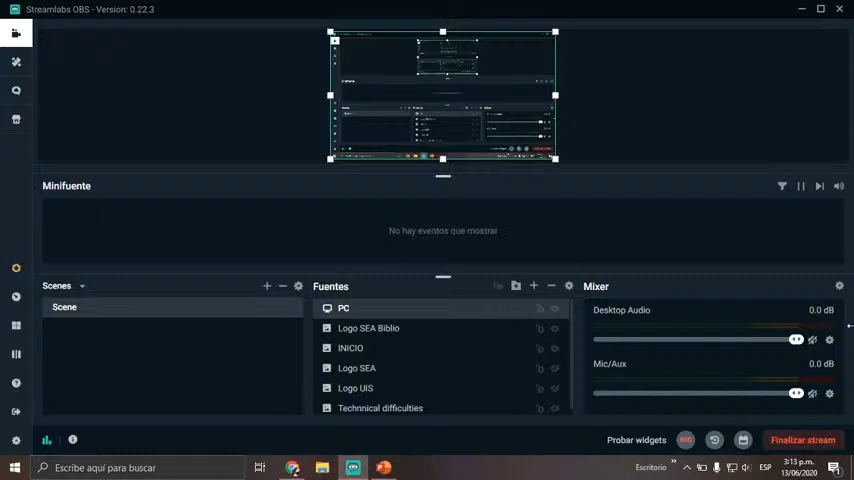 Streamlabs OBS - Version: 0.22.3
Minifuente
No hay eventos que mostrar
Scenes
Fuentes
Mixer
Scene
PC
Logo SEA Biblio
INICIO
Logo SEA
Logo UIS
Technnical difficulties
Desktop Audio
0.0 dB
Mic/Aux
0.0 dB
Probar widgets
REC
Finalizar stream
Escribe aquí para buscar
Escritorio
ESP
3:13 p.m.
13/06/2020